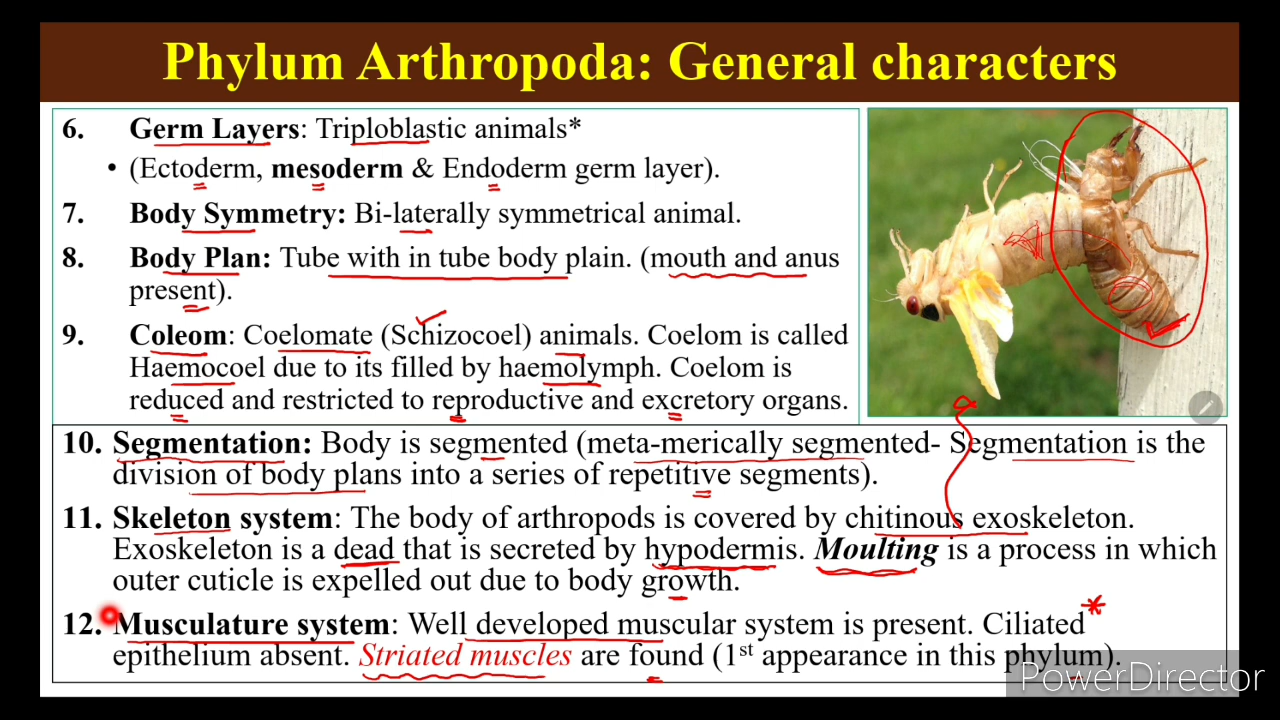 Phylum Arthropoda: General characters
6. Germ Layers: Triploblastic animals*
• (Ectoderm, mesoderm & Endoderm germ layer).
7. Body Symmetry: Bi-laterally symmetrical animal.
8. Body Plan: Tube with in tube body plain. (mouth and anus
present).
9. Coleom: Coelomate (Schizocoel) animals. Coelom is called
Haemocoel due to its filled by haemolymph. Coelom is
reduced and restricted to reproductive and excretory organs.
10. Segmentation: Body is segmented (meta-merically segmented- Segmentation is the
division of body plans into a series of repetitive segments).
11. Skeleton system: The body of arthropods is covered by chitinous exoskeleton.
Exoskeleton is a dead that is secreted by hypodermis. Moulting is a process in which
outer cuticle is expelled out due to body growth.
12. Musculature system: Well developed muscular system is present. Ciliated*
epithelium absent. Striated muscles are found (1st appearance in this phylum).
PowerDirector